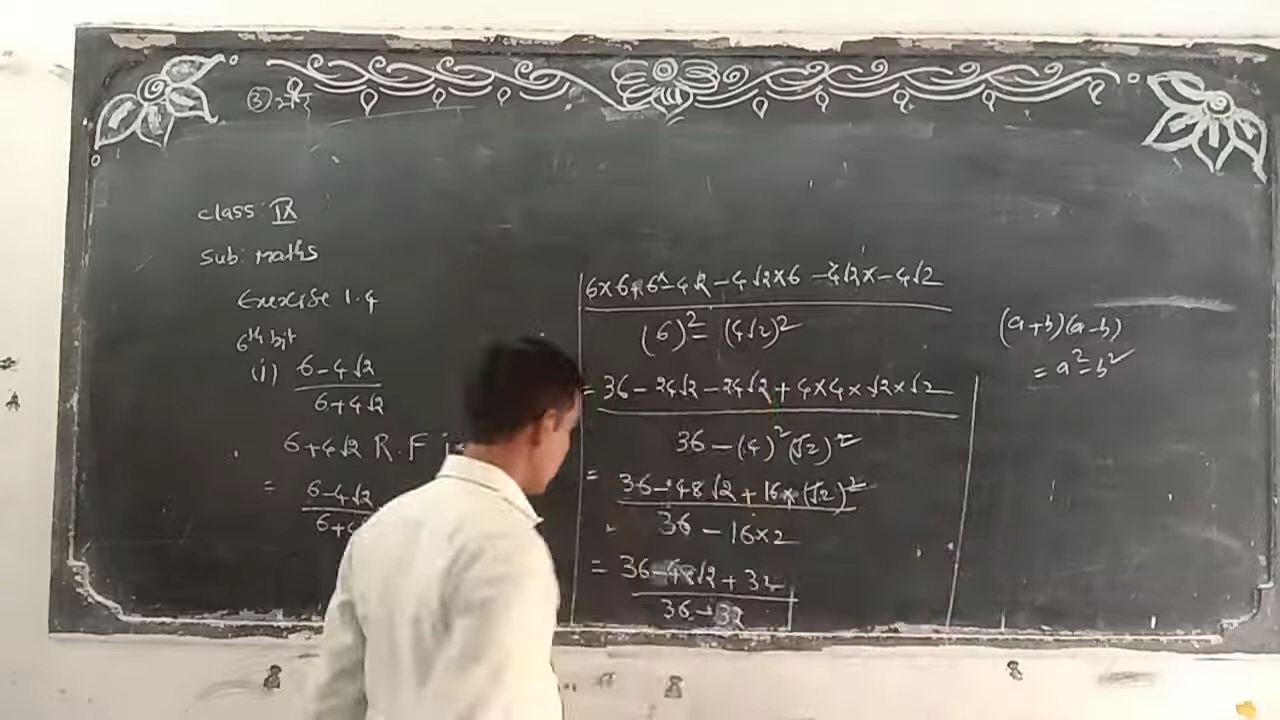 class: IX
Sub: maths
Exercise 1.4
6th bit
(i) 6-4√2
6+4√2
6+4√2 R.F
= 6-4√2
6+
6×6+6×-4√2-4√2×6-4√2×-4√2
(6)²-(4√2)²
= 36-24√2-24√2+4×4×√2×√2
36-(4)²(√2)²
= 36-48√2+16×(√2)²
36-16×2
= 36-48√2+32
36-32
(a+b)(a-b)
= a²-b²